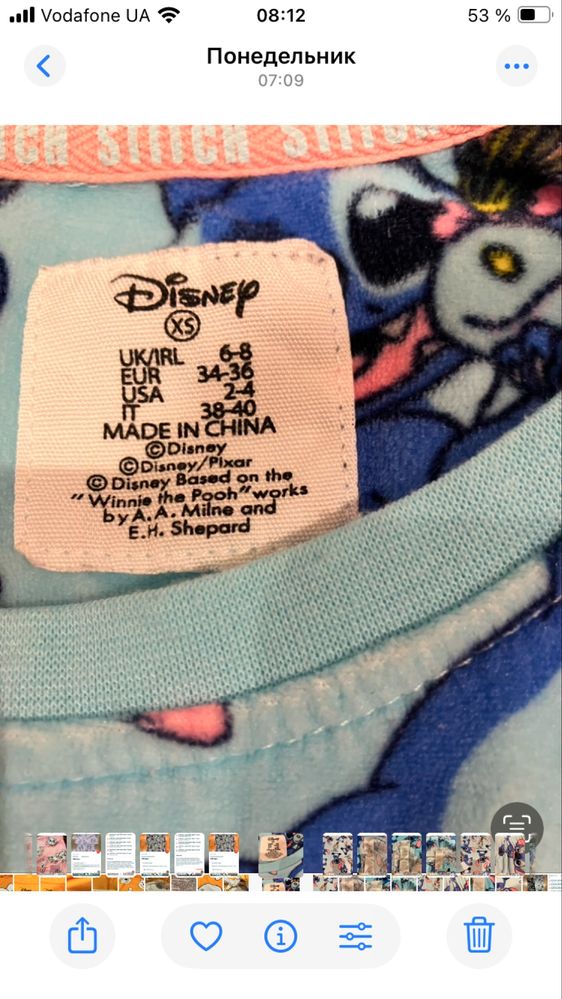 Vodafone UA
08:12
53 %
Понедельник
07:09
STITCH
Disney
XS
UK/IRL 6-8
EUR 34-36
USA 2-4
IT 38-40
MADE IN CHINA
©Disney
©Disney/Pixar
© Disney Based on the
"Winnie the Pooh" works
by A.A. Milne and
E.H. Shepard